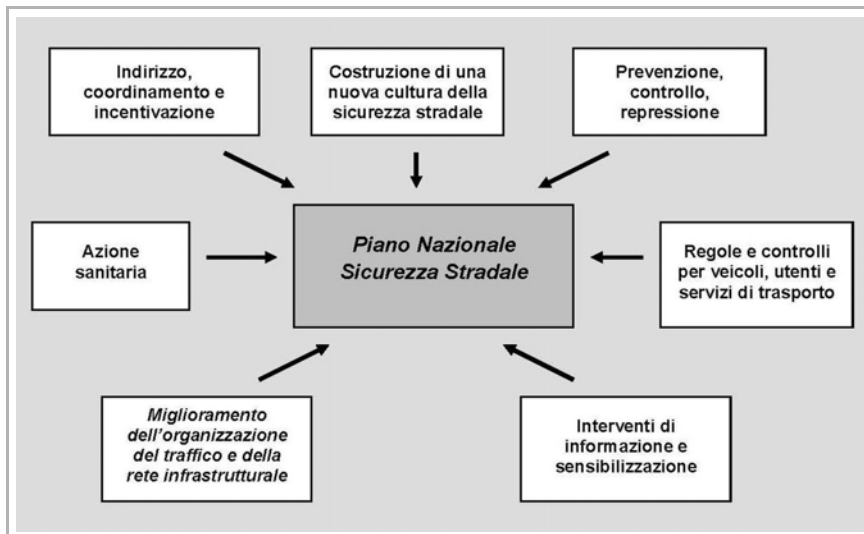 Indirizzo,
coordinamento e
incentivazione
Costruzione di una
nuova cultura della
sicurezza stradale
Prevenzione,
controllo,
repressione
Azione
sanitaria
Piano Nazionale
Sicurezza Stradale
Regole e controlli
per veicoli, utenti e
servizi di trasporto
Miglioramento
dell'organizzazione
del traffico e della
rete infrastrutturale
Interventi di
informazione e
sensibilizzazione